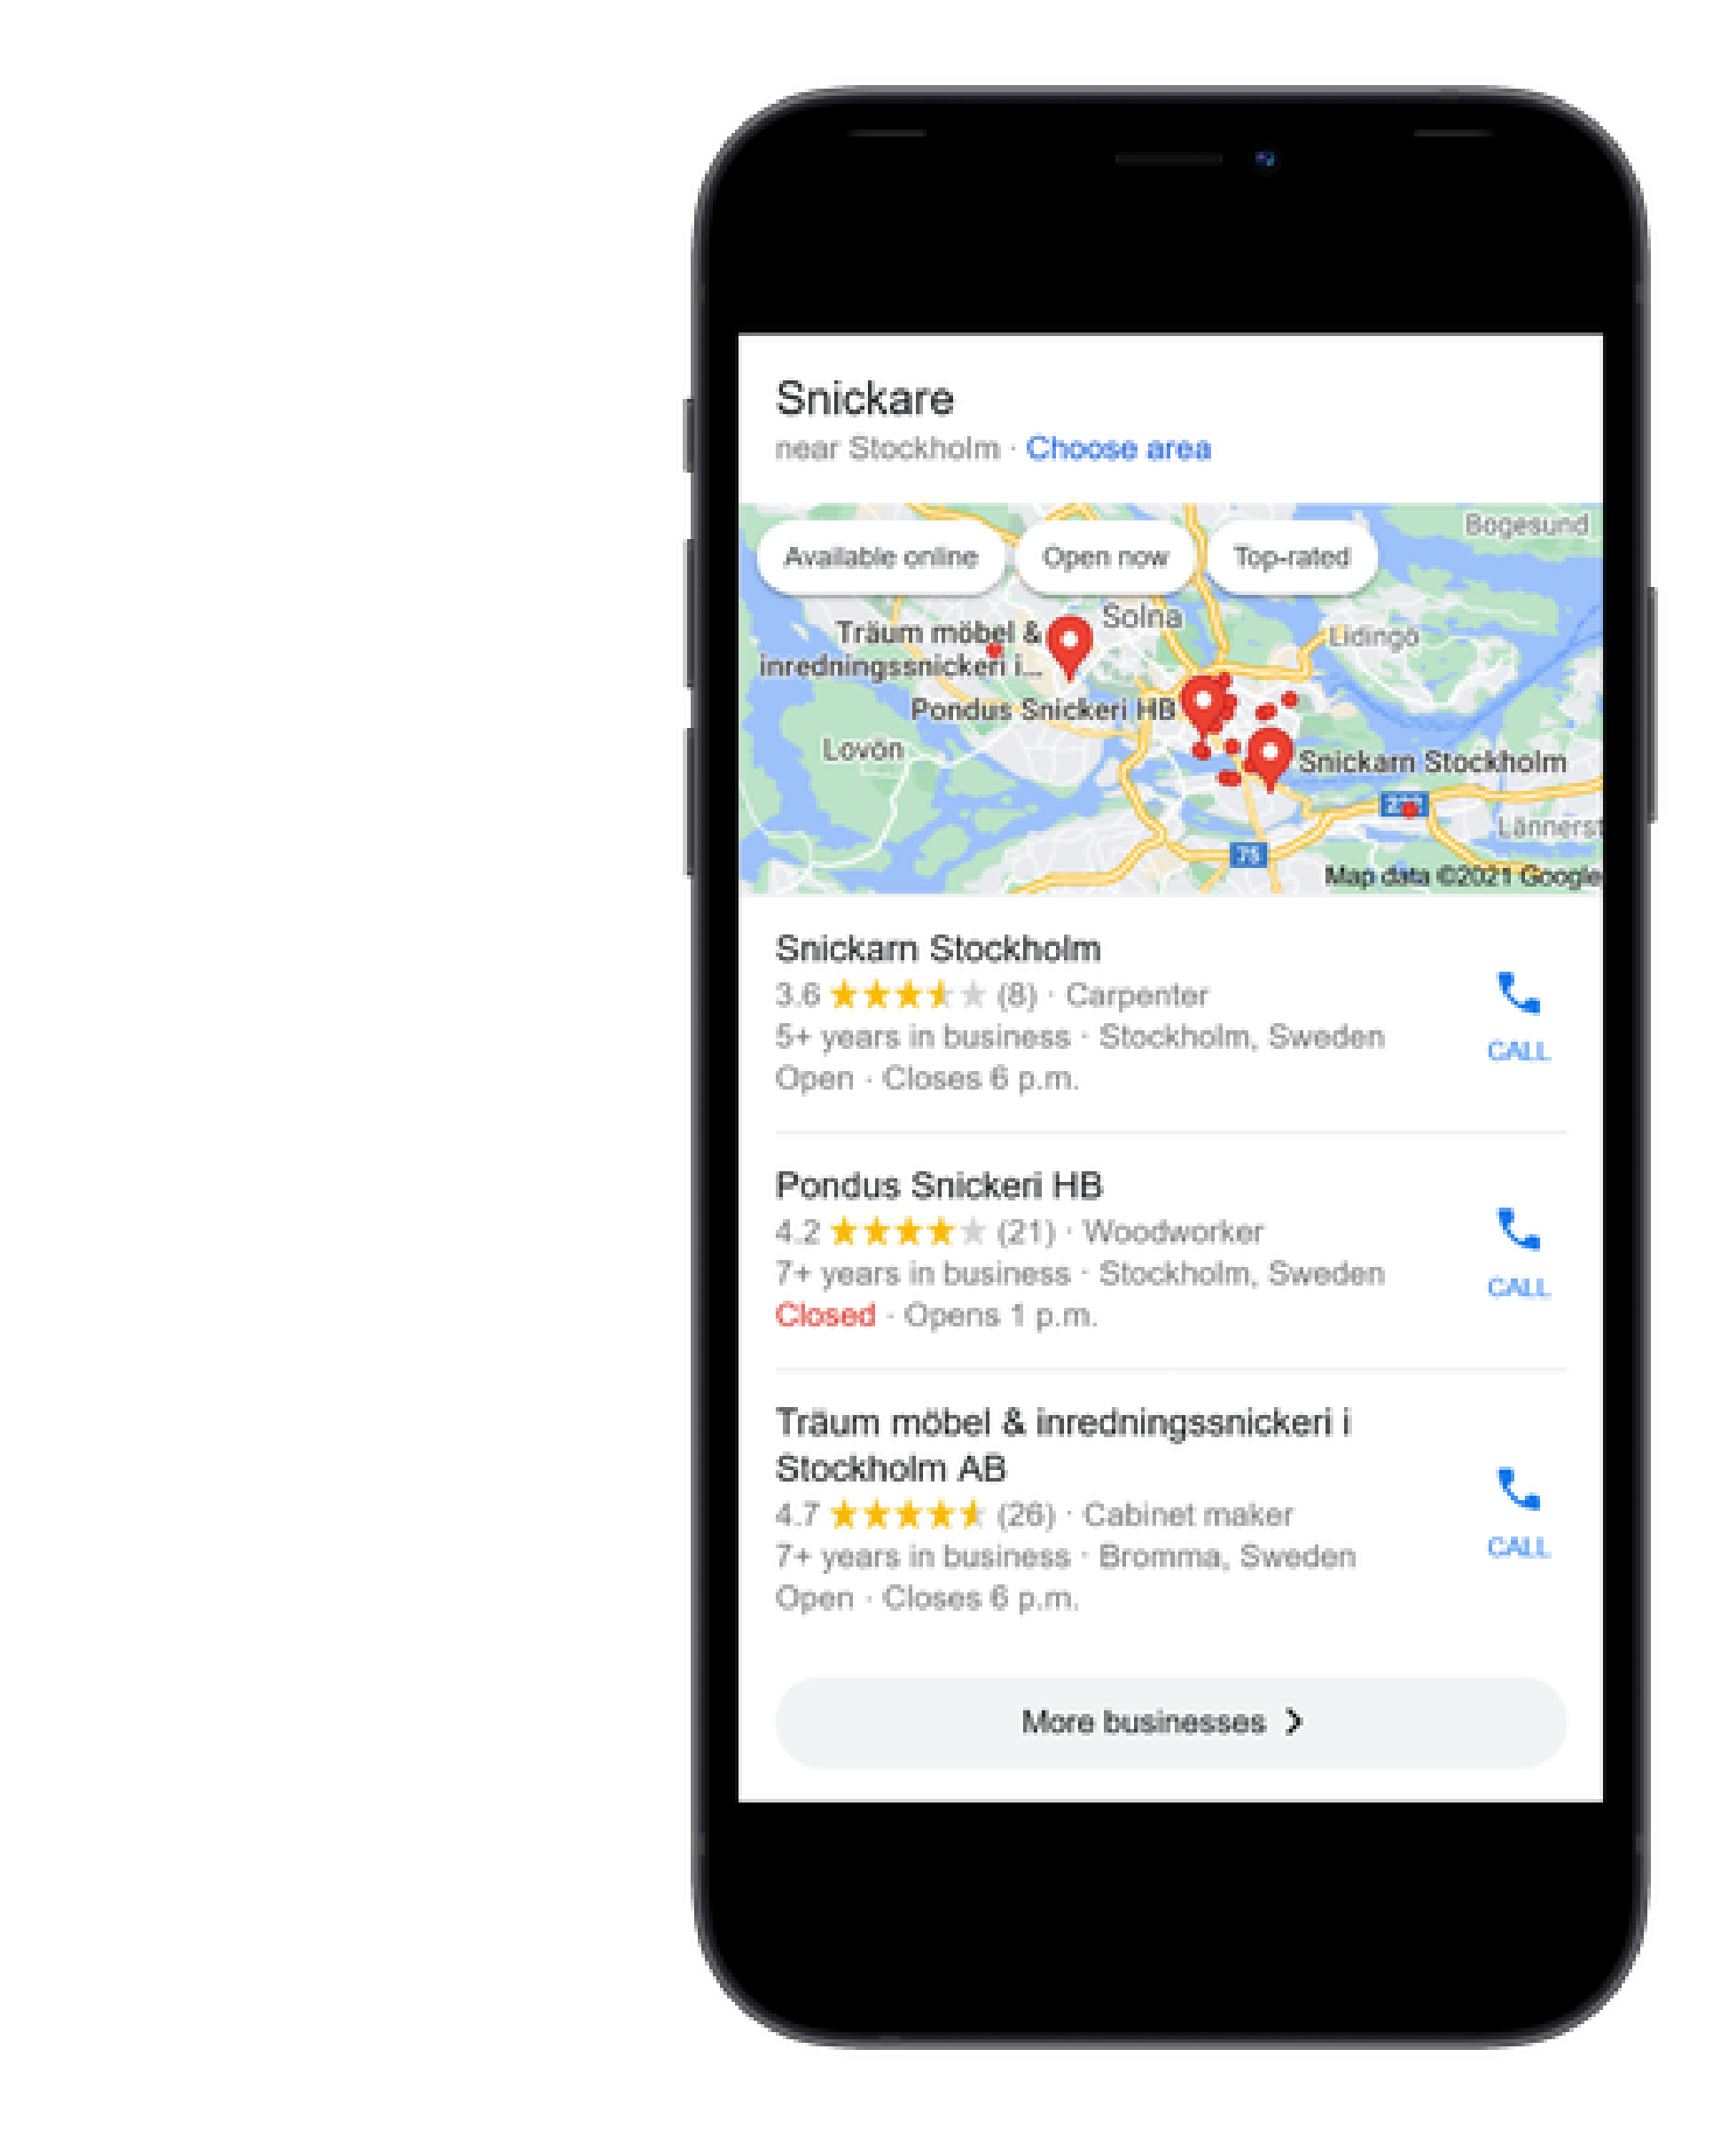 Snickare
near Stockholm · Choose area
Available online
Open now
Top-rated
Bogesund
Solna
Lidingö
Träum möbel &
inredningssnickeri i...
Pondus Snickeri HB
Lovön
Snickarn Stockholm
75
Lännerst
Map data ©2021 Google
Snickarn Stockholm
3.6 (8) · Carpenter
5+ years in business · Stockholm, Sweden
Open · Closes 6 p.m.
CALL
Pondus Snickeri HB
4.2 (21) · Woodworker
7+ years in business · Stockholm, Sweden
Closed · Opens 1 p.m.
CALL
Träum möbel & inredningssnickeri i
Stockholm AB
4.7 (26) · Cabinet maker
7+ years in business · Bromma, Sweden
Open · Closes 6 p.m.
CALL
More businesses